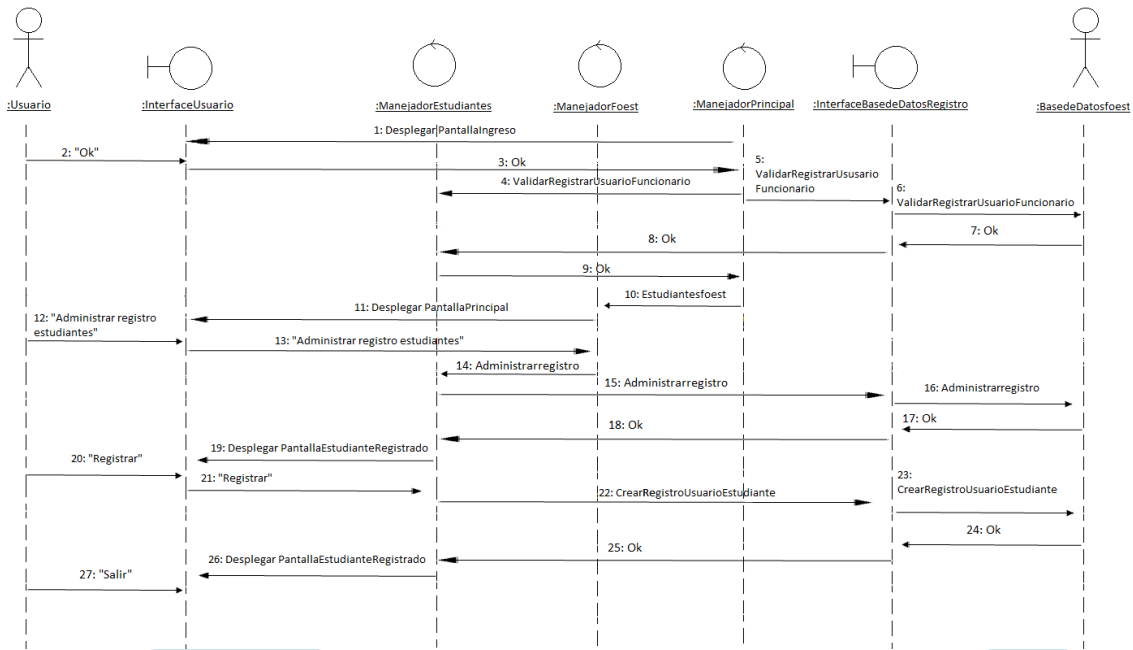 :Usuario
:InterfaceUsuario
:ManejadorEstudiantes
:ManejadorFoest
:ManejadorPrincipal
:InterfaceBasedeDatosRegistro
:BasedeDatosfoest
1: Desplegar PantallaIngreso
2: "Ok"
3: Ok
4: ValidarRegistrarUsuarioFuncionario
5:
ValidarRegistrarUsusario
Funcionario
6:
ValidarRegistrarUsuarioFuncionario
7: Ok
8: Ok
9: Ok
10: Estudiantesfoest
11: Desplegar PantallaPrincipal
12: "Administrar registro
estudiantes"
13: "Administrar registro estudiantes"
14: Administrarregistro
15: Administrarregistro
16: Administrarregistro
17: Ok
18: Ok
19: Desplegar PantallaEstudianteRegistrado
20: "Registrar"
21: "Registrar"
22: CrearRegistroUsuarioEstudiante
23:
CrearRegistroUsuarioEstudiante
24: Ok
25: Ok
26: Desplegar PantallaEstudianteRegistrado
27: "Salir"